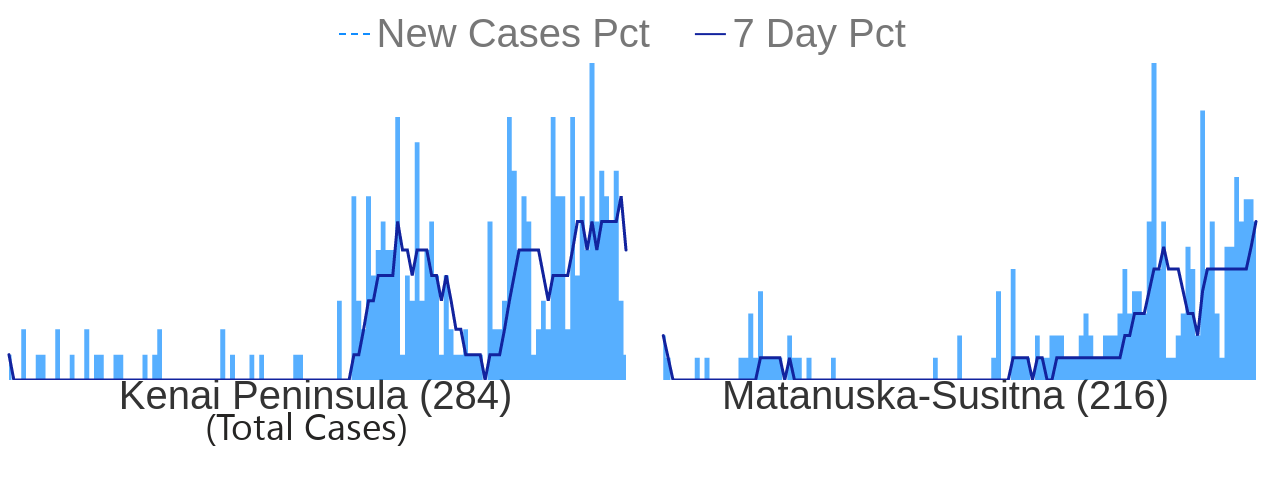 New Cases Pct 7 Day Pct
Kenai Peninsula (284) Matanuska-Susitna (216)
(Total Cases)